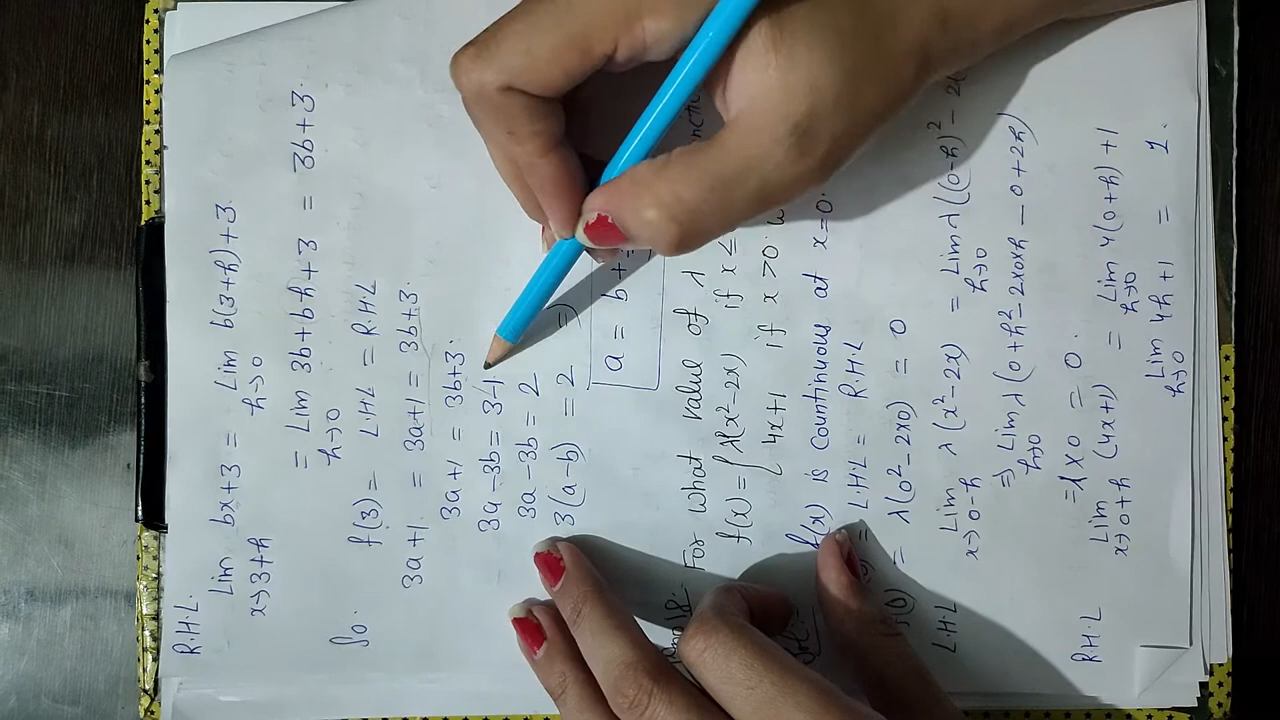 R.H.L.
Lim x→3+h bx+3 = Lim h→0 b(3+h)+3.
= Lim h→0 3b+bh+3 = 3b+3.
So. f(3) = L.H.L = R.H.L
3a+1 = 3a+1 = 3b+3.
3a+1 = 3b+3.
3a-3b = 3-1
3a-3b = 2
3(a-b) = 2 ⇒
a = b +
For what value of λ
f(x) = { λ(x²-2x) if x ≤
4x+1 if x > 0.
f(x) is Countinuous at x=0.
= L.H.L = R.H.L
= λ(0²-2x0) = 0
L.H.L Lim x→0-h λ(x²-2x) = Lim h→0 λ((0-h)²-2(
⇒ Lim h→0 λ(0+h²-2x0xh-0+2h)
= λx0 = 0.
R.H.L Lim x→0+h (4x+1) = Lim h→0 4(0+h)+1
Lim h→0 4h+1 = 1.